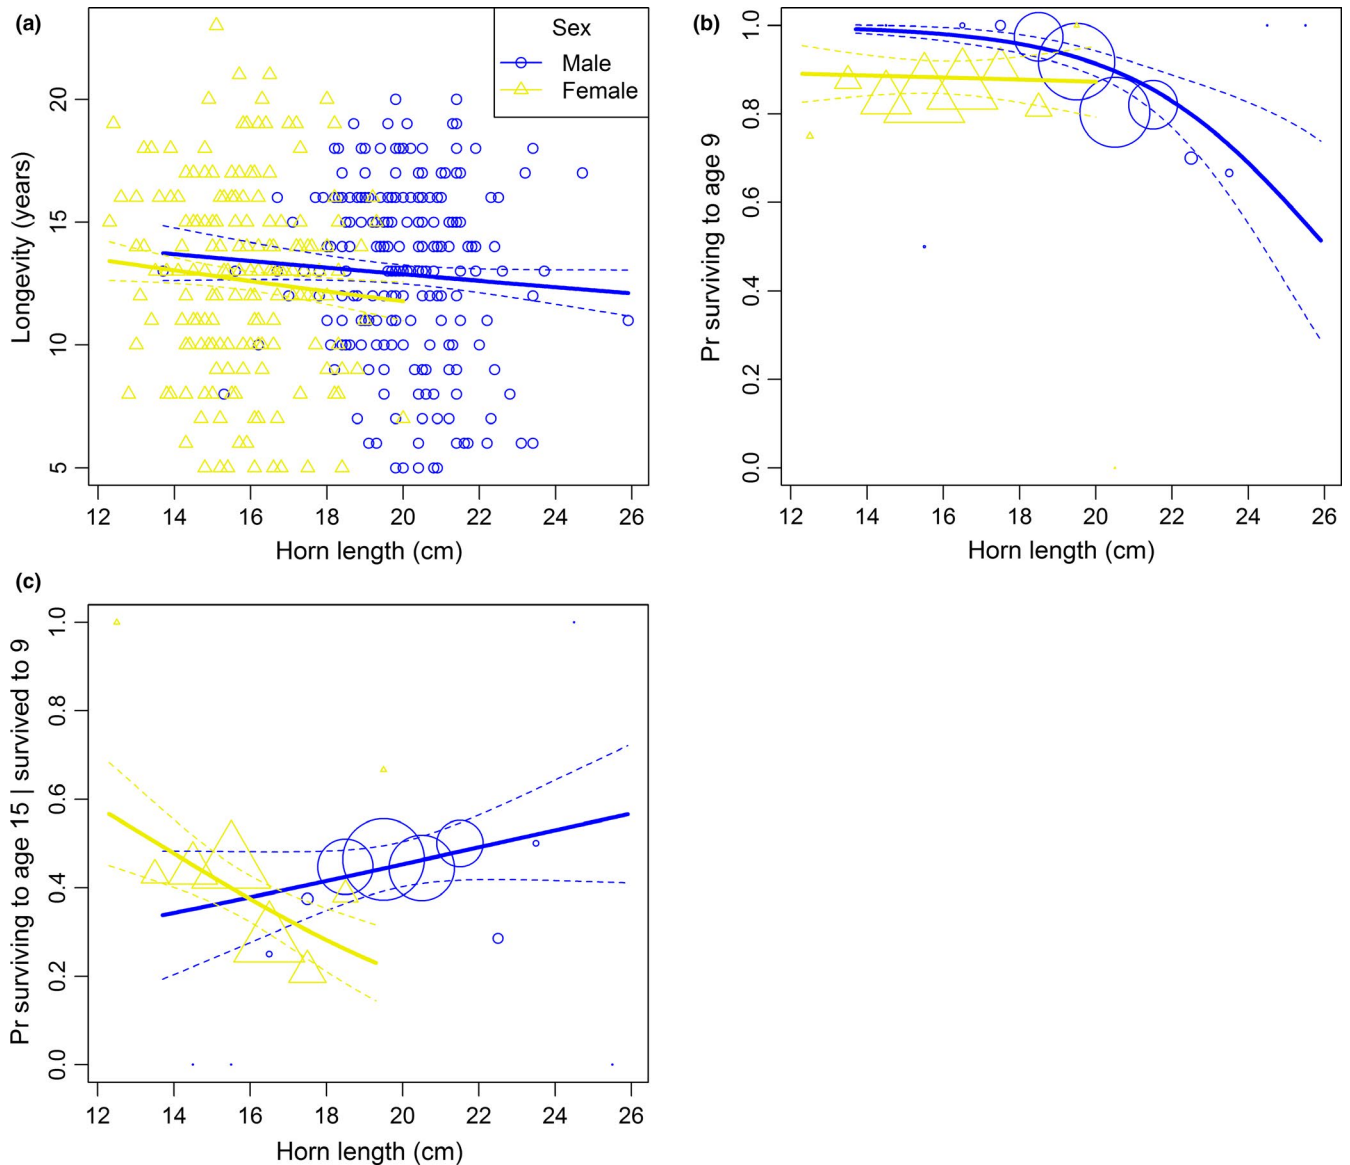 (a)
Sex
Male
Female
Longevity (years)
20
15
10
5
12 14 16 18 20 22 24 26
Horn length (cm)
(b)
Pr surviving to age 9
1.0
0.8
0.6
0.4
0.2
0.0
12 14 16 18 20 22 24 26
Horn length (cm)
(c)
Pr surviving to age 15 | survived to 9
1.0
0.8
0.6
0.4
0.2
0.0
12 14 16 18 20 22 24 26
Horn length (cm)